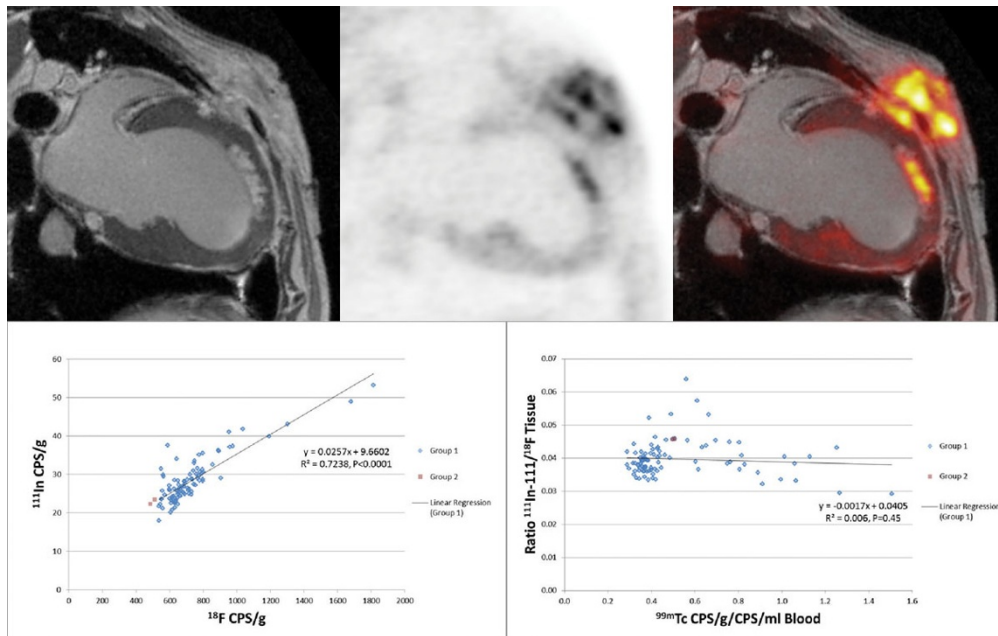 60
50
40
30
20
10
0
¹¹¹In CPS/g
y = 0.0257x + 9.6602
R² = 0.7238, P<0.0001
Group 1
Group 2
Linear Regression
(Group 1)
0 200 400 600 800 1000 1200 1400 1600 1800 2000
¹⁸F CPS/g
0.07
0.06
0.05
0.04
0.03
0.02
0.01
0.00
Ratio ¹¹¹In-111/¹⁸F Tissue
y = -0.0017x + 0.0405
R² = 0.006, P=0.45
Group 1
Group 2
Linear Regression
(Group 1)
0.0 0.2 0.4 0.6 0.8 1.0 1.2 1.4 1.6
⁹⁹ᵐTc CPS/g/CPS/ml Blood